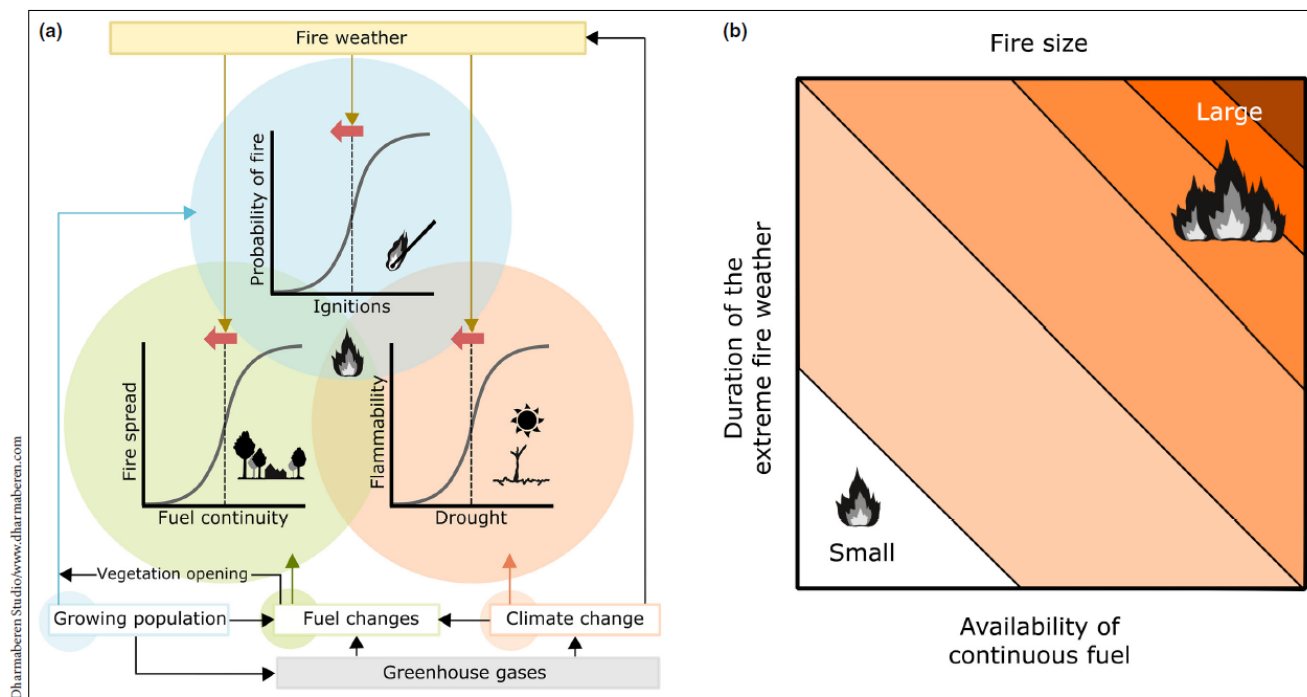 (a)
Fire weather
Probability of fire
Ignitions
Fire spread
Fuel continuity
Flammability
Drought
Vegetation opening
Growing population
Fuel changes
Climate change
Greenhouse gases
Dharmaberen Studio/www.dharmaberen.com
(b)
Fire size
Large
Duration of the
extreme fire weather
Small
Availability of
continuous fuel